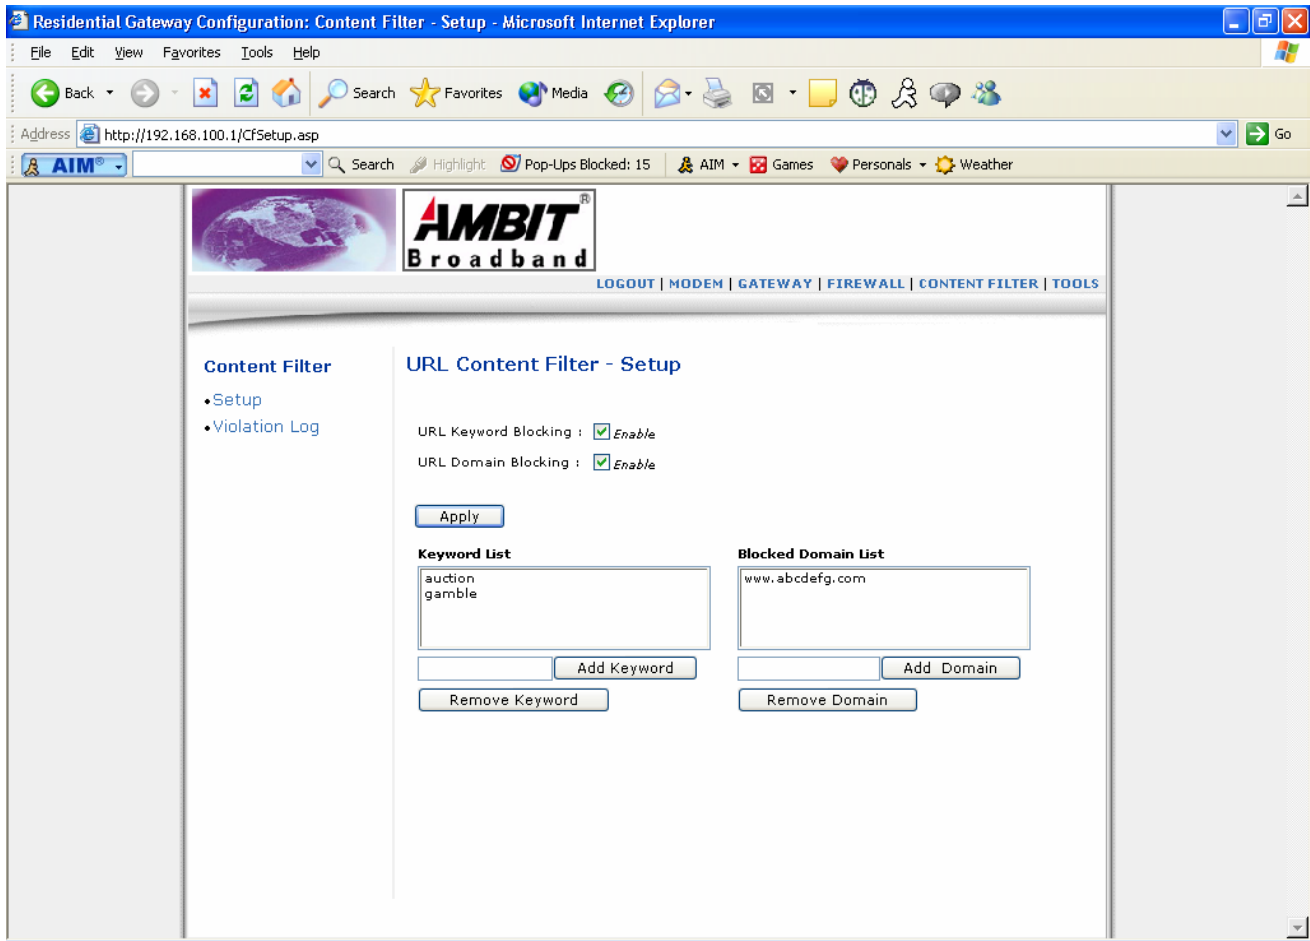 Residential Gateway Configuration: Content Filter - Setup - Microsoft Internet Explorer
File Edit View Favorites Tools Help
Back Search Favorites Media
Address http://192.168.100.1/CfSetup.asp Go
AIM® Search Highlight Pop-Ups Blocked: 15 AIM Games Personals Weather
AMBIT®
Broadband
LOGOUT | MODEM | GATEWAY | FIREWALL | CONTENT FILTER | TOOLS
Content Filter
•Setup
•Violation Log
URL Content Filter - Setup
URL Keyword Blocking : Enable
URL Domain Blocking : Enable
Apply
Keyword List
auction
gamble
Add Keyword
Remove Keyword
Blocked Domain List
www.abcdefg.com
Add Domain
Remove Domain